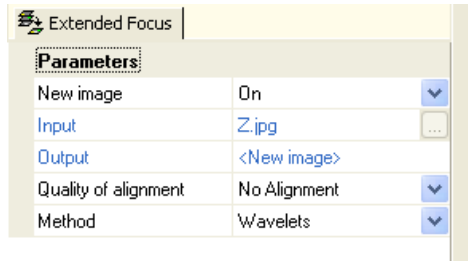 Extended Focus
Parameters
New image On
Input Z.jpg ...
Output <New image>
Quality of alignment No Alignment
Method Wavelets